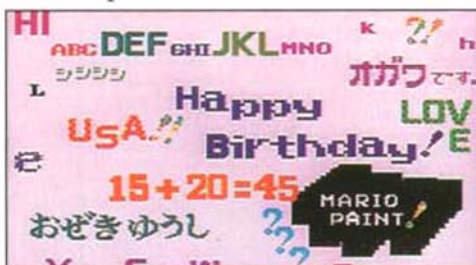 HI
k ?! h
ABC DEF GHI JKL MNO
シシシシ
オガワです。
L
Happy
LOV
E
USA!!
Birthday!
e
15+20=45
MARIO
PAINT!
おぜきゆうし
???